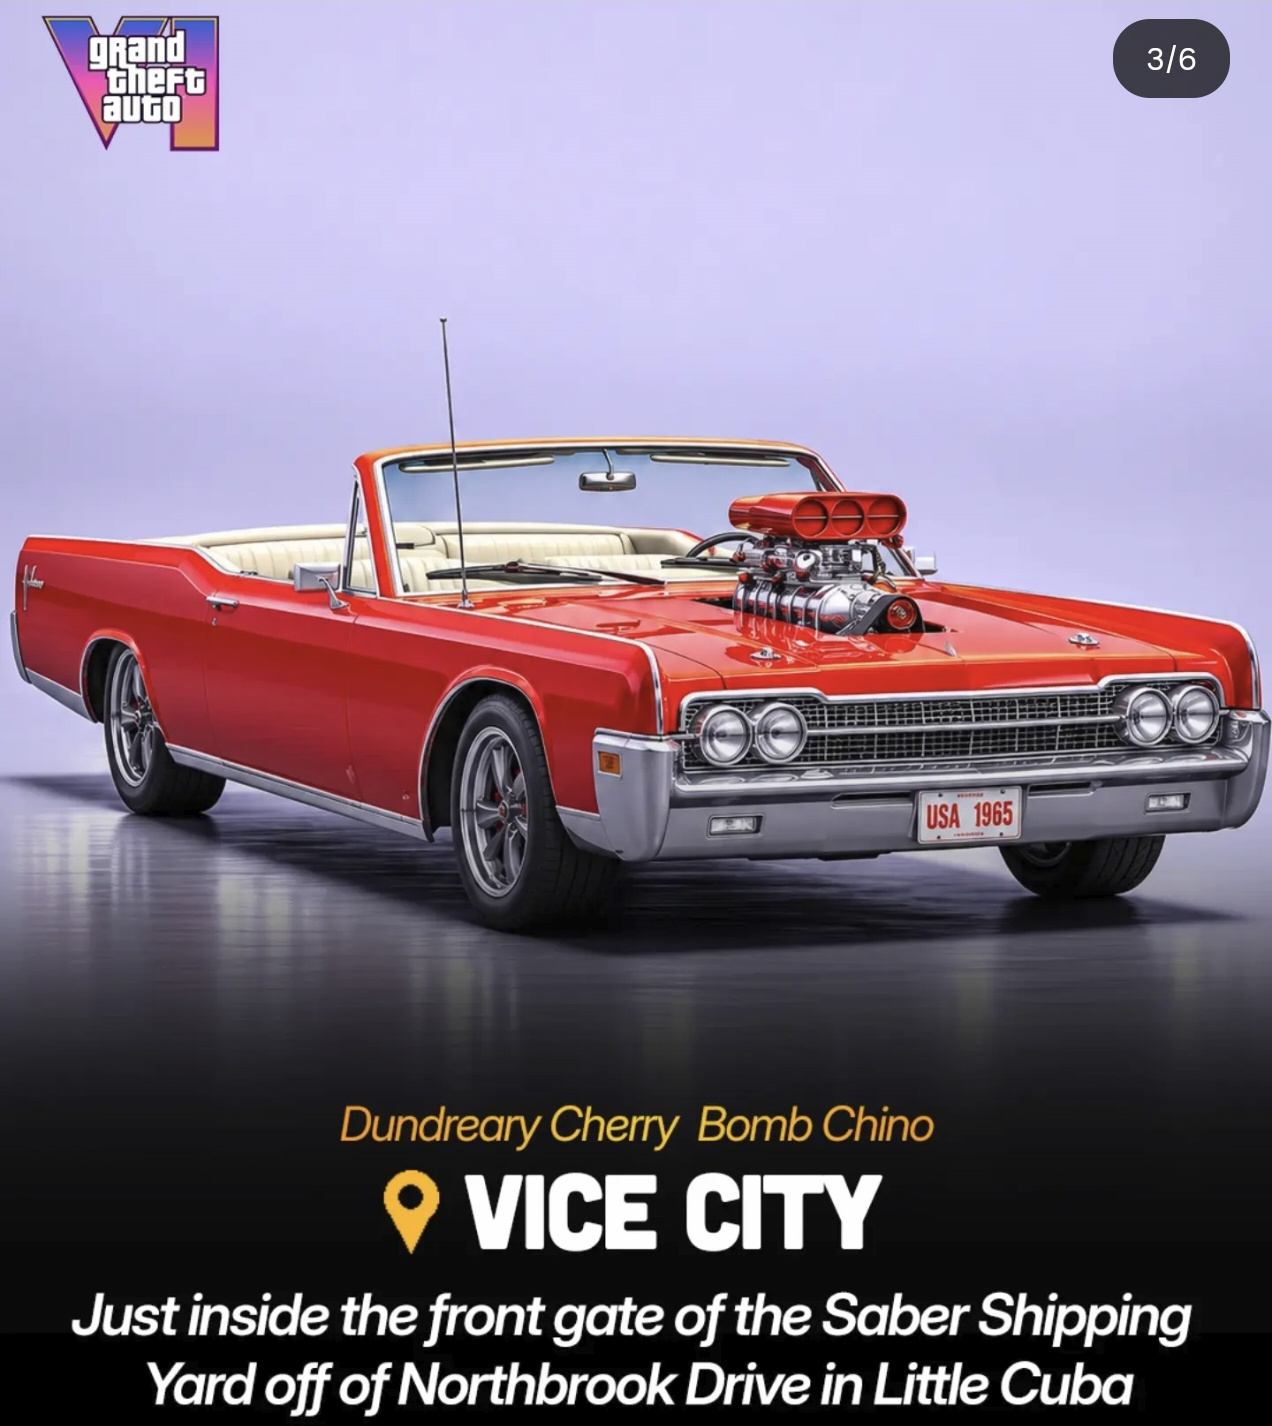 grand
theft
auto
VI
3/6
USA 1965
Dundreary Cherry Bomb Chino
VICE CITY
Just inside the front gate of the Saber Shipping
Yard off of Northbrook Drive in Little Cuba